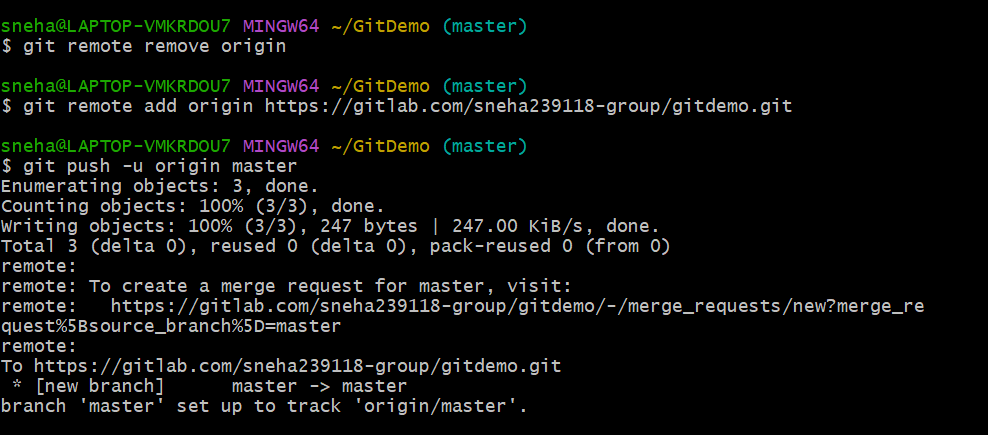 sneha@LAPTOP-VMKRDOU7 MINGW64 ~/GitDemo (master)
$ git remote remove origin
sneha@LAPTOP-VMKRDOU7 MINGW64 ~/GitDemo (master)
$ git remote add origin https://gitlab.com/sneha239118-group/gitdemo.git
sneha@LAPTOP-VMKRDOU7 MINGW64 ~/GitDemo (master)
$ git push -u origin master
Enumerating objects: 3, done.
Counting objects: 100% (3/3), done.
Writing objects: 100% (3/3), 247 bytes | 247.00 KiB/s, done.
Total 3 (delta 0), reused 0 (delta 0), pack-reused 0 (from 0)
remote:
remote: To create a merge request for master, visit:
remote:   https://gitlab.com/sneha239118-group/gitdemo/-/merge_requests/new?merge_re
quest%5Bsource_branch%5D=master
remote:
To https://gitlab.com/sneha239118-group/gitdemo.git
 * [new branch]      master -> master
branch 'master' set up to track 'origin/master'.